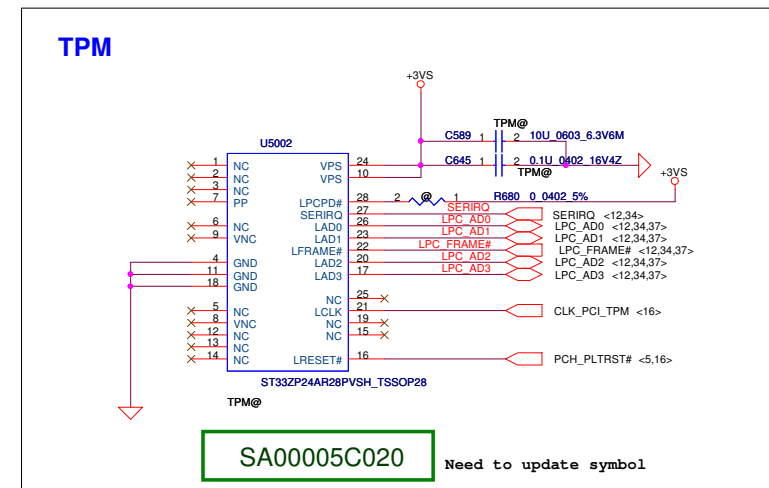 TPM
+3VS
TPM@
C589 1 2 10U_0603_6.3V6M
U5002
C645 1 2 0.1U_0402_16V4Z
TPM@
+3VS
1 NC VPS 24
2 NC VPS 10
3 NC
7 PP LPCPD# 28 2 @ 1 R680 0_0402_5%
SERIRQ 27 SERIRQ SERIRQ <12,34>
6 NC LAD0 26 LPC_AD0 LPC_AD0 <12,34,37>
9 VNC LAD1 23 LPC_AD1 LPC_AD1 <12,34,37>
LFRAME# 22 LPC_FRAME# LPC_FRAME# <12,34,37>
4 GND LAD2 20 LPC_AD2 LPC_AD2 <12,34,37>
11 GND LAD3 17 LPC_AD3 LPC_AD3 <12,34,37>
18 GND
NC 25
5 NC LCLK 21 CLK_PCI_TPM <16>
8 VNC NC 19
12 NC NC 15
13 NC
14 NC LRESET# 16 PCH_PLTRST# <5,16>
ST33ZP24AR28PVSH_TSSOP28
TPM@
SA00005C020 Need to update symbol